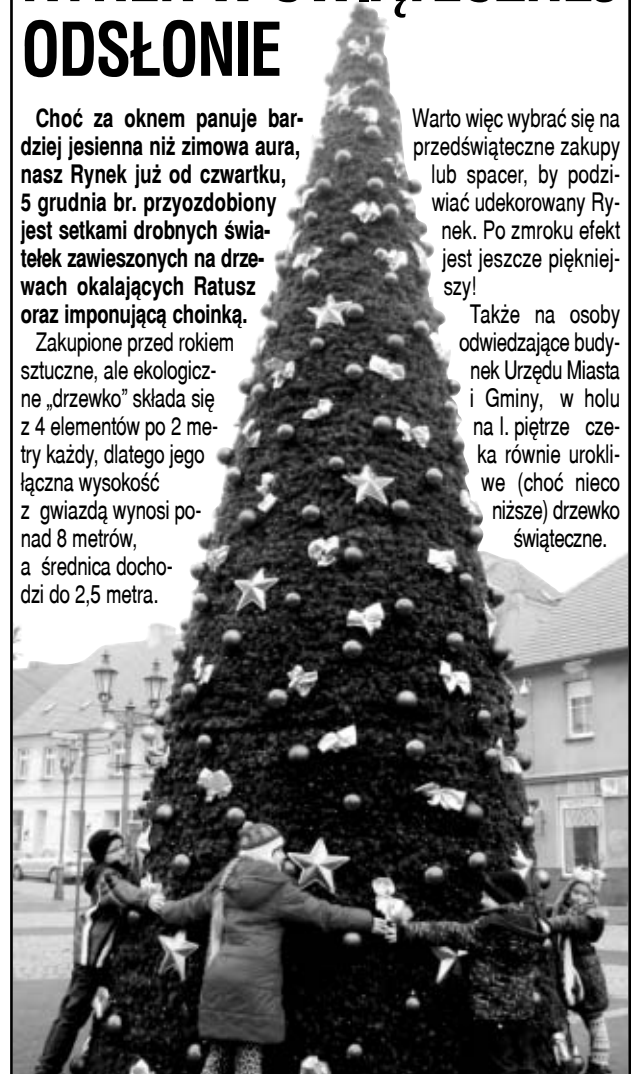 RYNEK W ŚWIĄTECZNEJ
ODSŁONIE
Choć za oknem panuje bar-
dziej jesienna niż zimowa aura,
nasz Rynek już od czwartku,
5 grudnia br. przyozdobiony
jest setkami drobnych świa-
tełek zawieszonych na drze-
wach okalających Ratusz
oraz imponującą choinką.
Zakupione przed rokiem
sztuczne, ale ekologicz-
ne „drzewko” składa się
z 4 elementów po 2 me-
try każdy, dlatego jego
łączna wysokość
z gwiazdą wynosi po-
nad 8 metrów,
a średnica docho-
dzi do 2,5 metra.
Warto więc wybrać się na
przedświąteczne zakupy
lub spacer, by podzi-
wiać udekorowany Ry-
nek. Po zmroku efekt
jest jeszcze piękniej-
szy!
Także na osoby
odwiedzające budy-
nek Urzędu Miasta
i Gminy, w holu
na I. piętrze cze-
ka równie urokli-
we (choć nieco
niższe) drzewko
świąteczne.